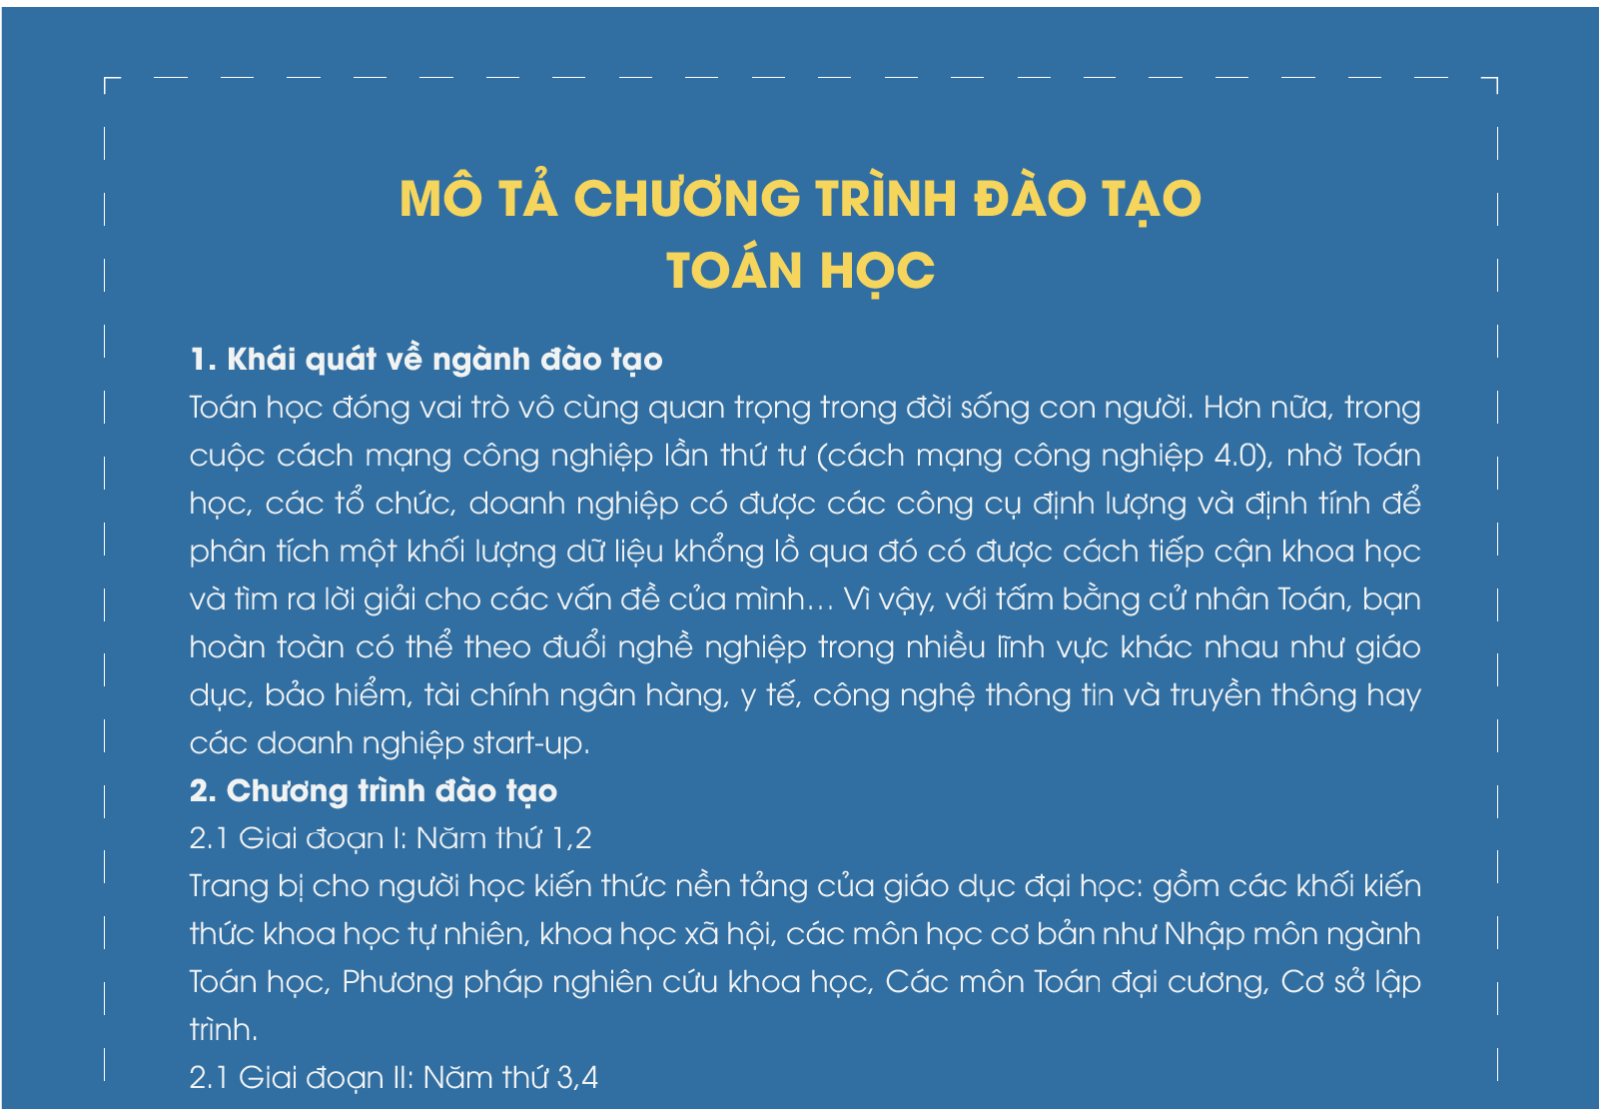 MÔ TẢ CHƯƠNG TRÌNH ĐÀO TẠO
TOÁN HỌC
1. Khái quát về ngành đào tạo
Toán học đóng vai trò vô cùng quan trọng trong đời sống con người. Hơn nữa, trong
cuộc cách mạng công nghiệp lần thứ tư (cách mạng công nghiệp 4.0), nhờ Toán
học, các tổ chức, doanh nghiệp có được các công cụ định lượng và định tính để
phân tích một khối lượng dữ liệu khổng lồ qua đó có được cách tiếp cận khoa học
và tìm ra lời giải cho các vấn đề của mình... Vì vậy, với tấm bằng cử nhân Toán, bạn
hoàn toàn có thể theo đuổi nghề nghiệp trong nhiều lĩnh vực khác nhau như giáo
dục, bảo hiểm, tài chính ngân hàng, y tế, công nghệ thông tin và truyền thông hay
các doanh nghiệp start-up.
2. Chương trình đào tạo
2.1 Giai đoạn I: Năm thứ 1,2
Trang bị cho người học kiến thức nền tảng của giáo dục đại học: gồm các khối kiến
thức khoa học tự nhiên, khoa học xã hội, các môn học cơ bản như Nhập môn ngành
Toán học, Phương pháp nghiên cứu khoa học, Các môn Toán đại cương, Cơ sở lập
trình.
2.1 Giai đoạn II: Năm thứ 3,4